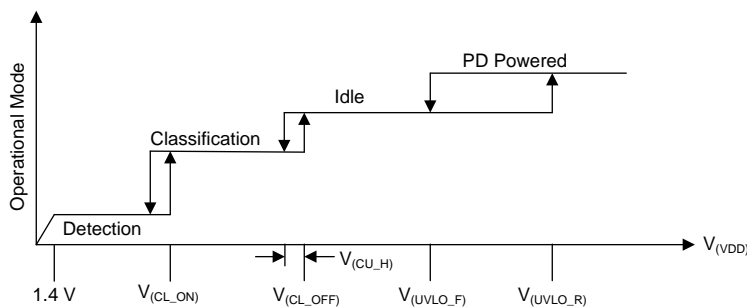 Operational Mode
PD Powered
Idle
Classification
Detection
V(VDD)
V(CU_H)
1.4 V
V(CL_ON)
V(CL_OFF)
V(UVLO_F)
V(UVLO_R)